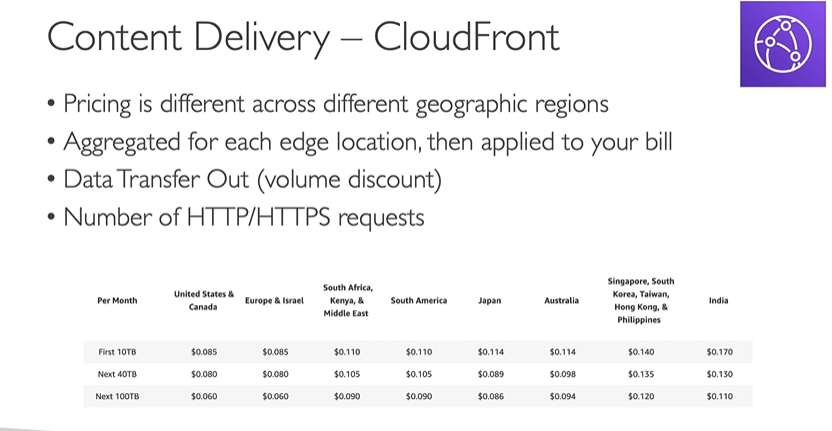 Content Delivery – CloudFront
• Pricing is different across different geographic regions
• Aggregated for each edge location, then applied to your bill
• Data Transfer Out (volume discount)
• Number of HTTP/HTTPS requests
Per Month United States & Canada Europe & Israel South Africa, Kenya, & Middle East South America Japan Australia Singapore, South Korea, Taiwan, Hong Kong, & Philippines India
First 10TB $0.085 $0.085 $0.110 $0.110 $0.114 $0.114 $0.140 $0.170
Next 40TB $0.080 $0.080 $0.105 $0.105 $0.089 $0.098 $0.135 $0.130
Next 100TB $0.060 $0.060 $0.090 $0.090 $0.086 $0.094 $0.120 $0.110